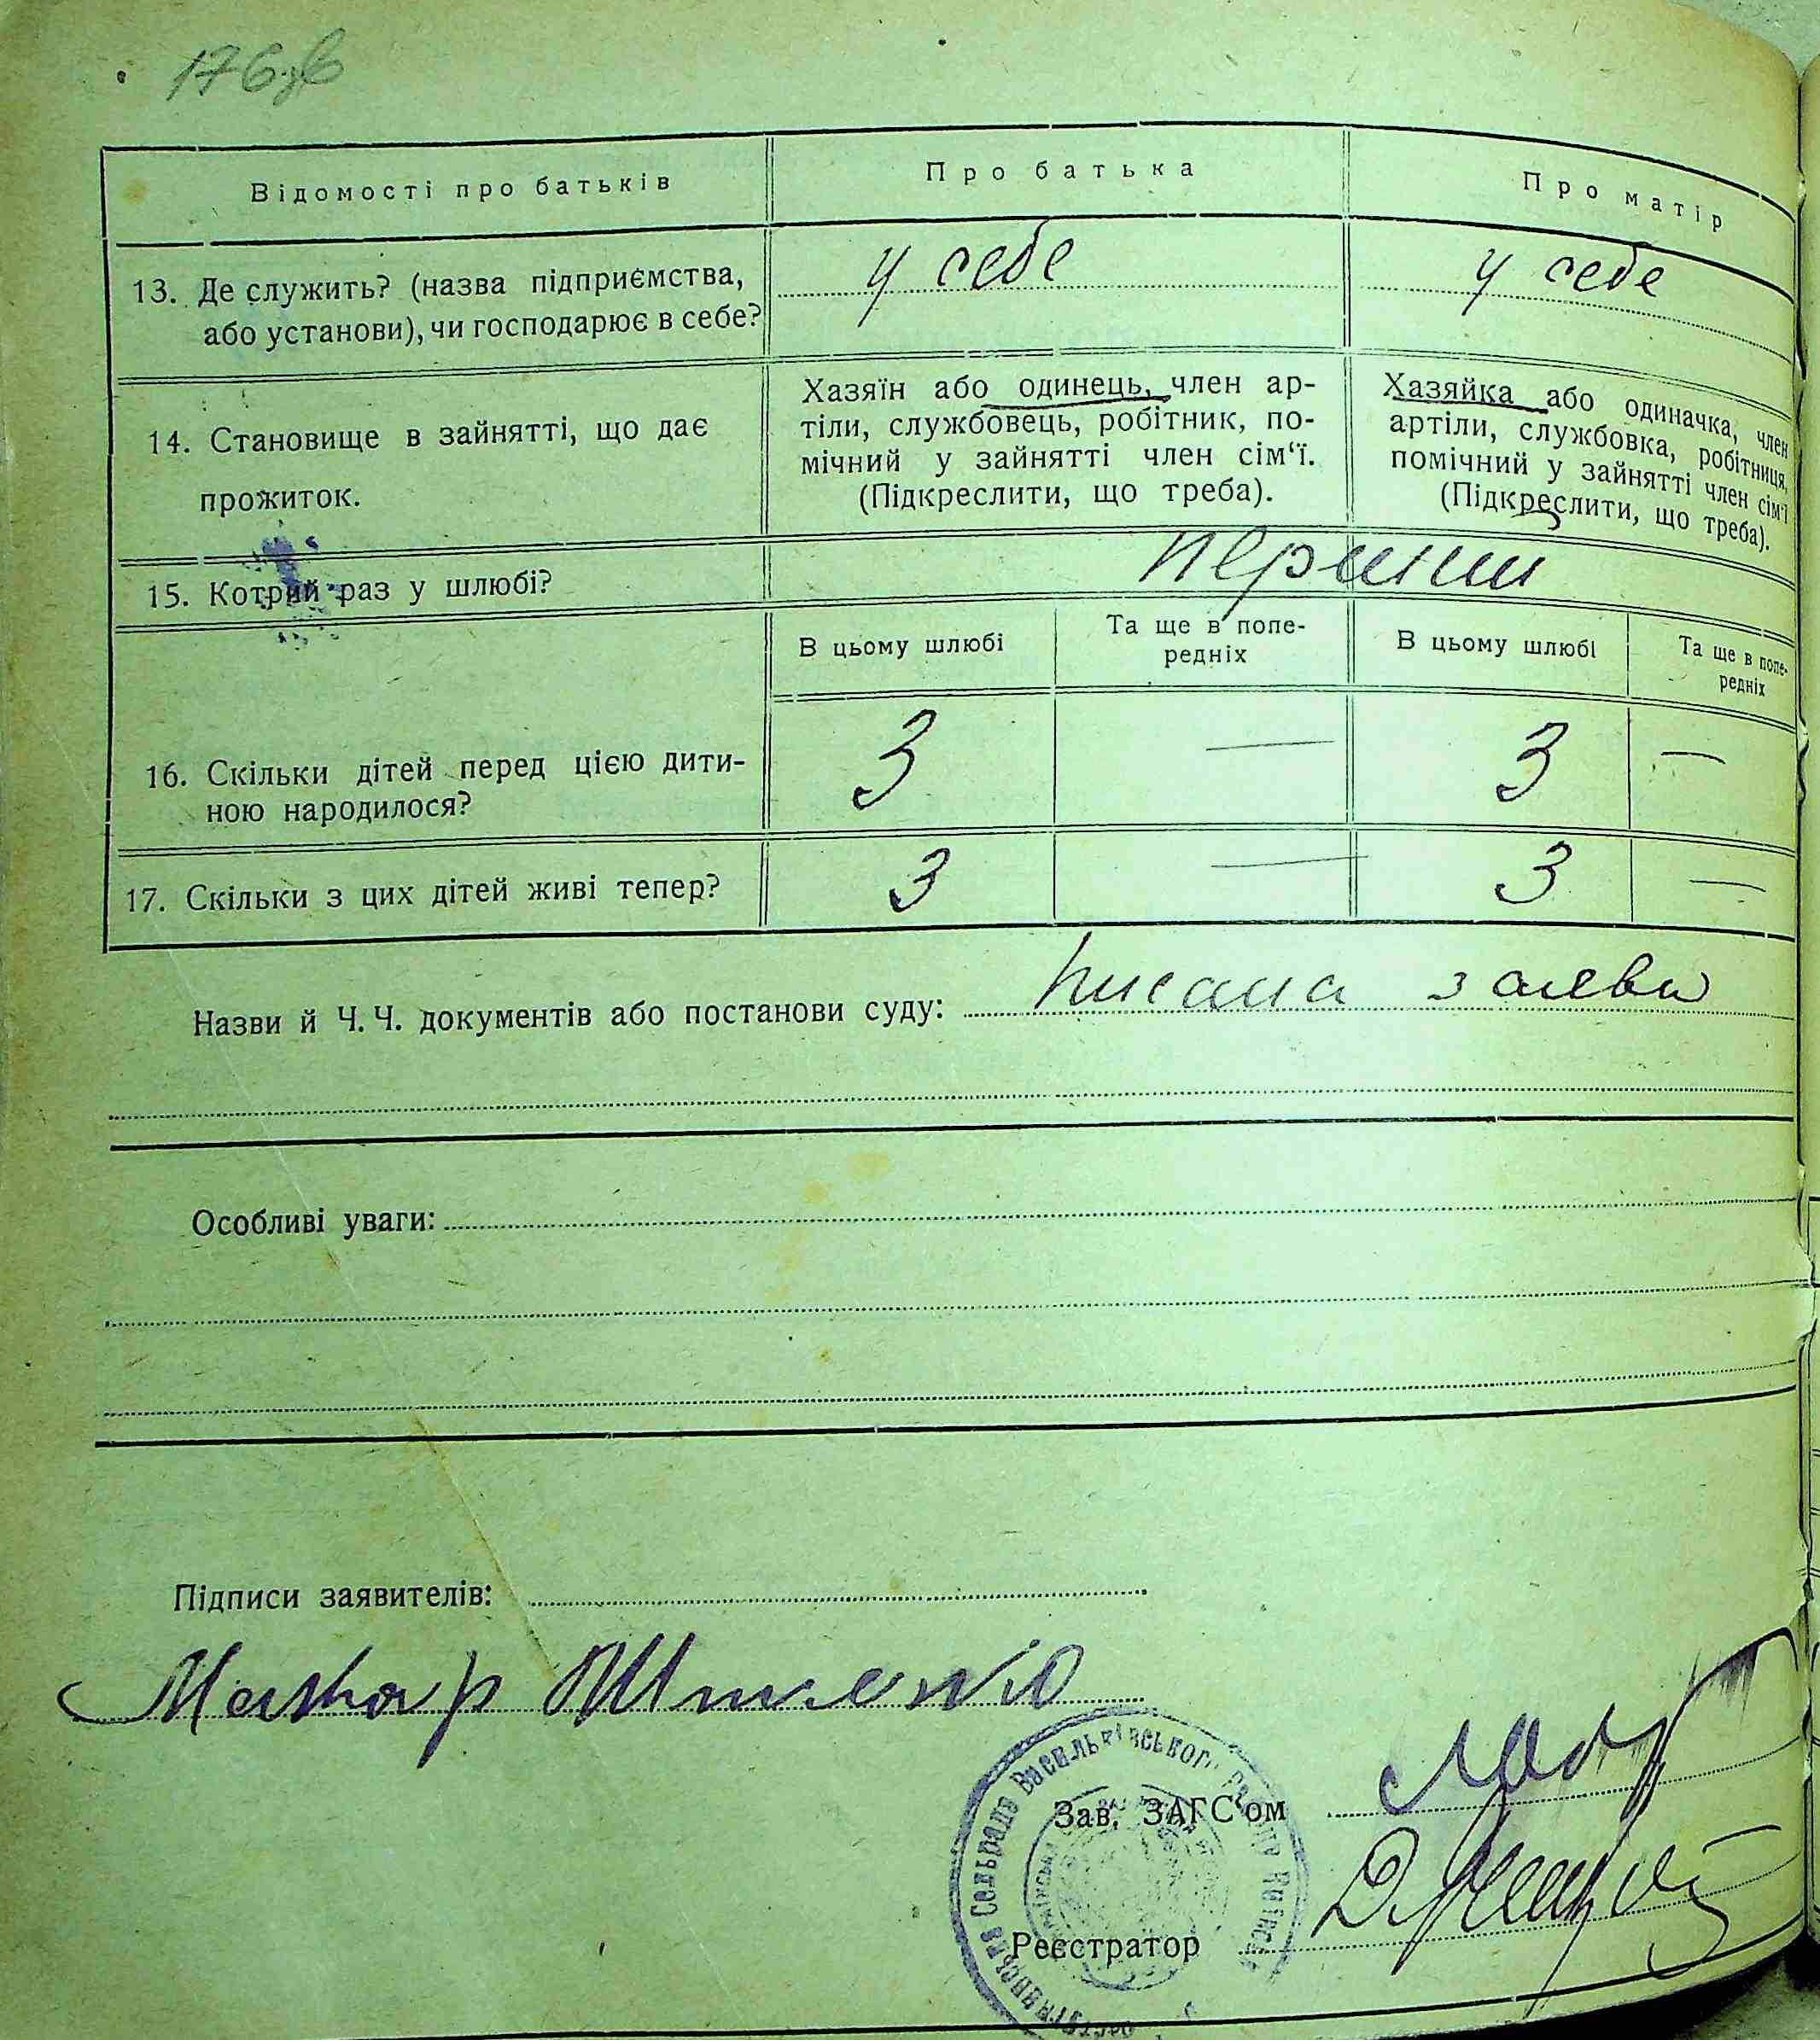 176 зв
Відомості про батьків
Про батька
Про матір
13. Де служить? (назва підприємства,
або установи), чи господарює в себе?
у себе
у себе
14. Становище в зайнятті, що дає
прожиток.
Хазяїн або одинець, член ар-
тіли, службовець, робітник, по-
мічний у зайнятті член сім‘ї.
(Підкреслити, що треба).
Хазяйка або одиначка, член
артіли, службовка, робітниця,
помічний у зайнятті член сім‘ї
(Підкреслити, що треба).
15. Котрий раз у шлюбі?
перший
В цьому шлюбі
Та ще в попе-
редніх
В цьому шлюбі
Та ще в попе-
редніх
16. Скільки дітей перед цією дити-
ною народилося?
3 — 3 —
17. Скільки з цих дітей живі тепер?
3 — 3 —
Назви й Ч. Ч. документів або постанови суду: писана заява
Особливі уваги:
Підписи заявителів:
Макар
Зав. ЗАГС‘ом
Реєстратор
Сельрада Васильківського